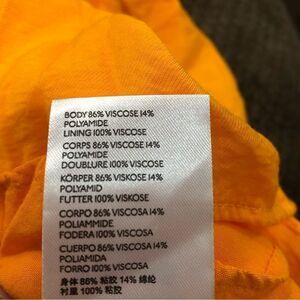 BODY 86% VISCOSE 14%
POLYAMIDE
LINING 100% VISCOSE
CORPS 86% VISCOSE 14%
POLYAMIDE
DOUBLURE 100% VISCOSE
KÖRPER 86% VISKOSE 14%
POLYAMID
FUTTER 100% VISKOSE
CORPO 86% VISCOSA 14%
POLIAMMIDE
FODERA 100% VISCOSA
CUERPO 86% VISCOSA 14%
POLIAMIDA
FORRO 100% VISCOSA
身体 86% 粘胶 14% 绵纶
衬里 100% 粘胶